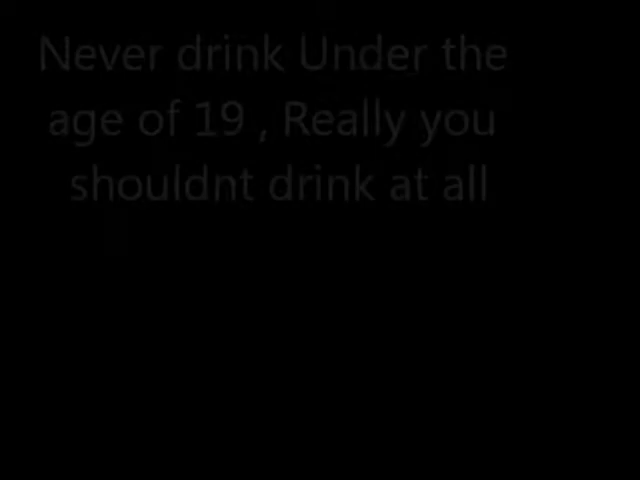 Never drink Under the
age of 19 , Really you
shouldnt drink at all